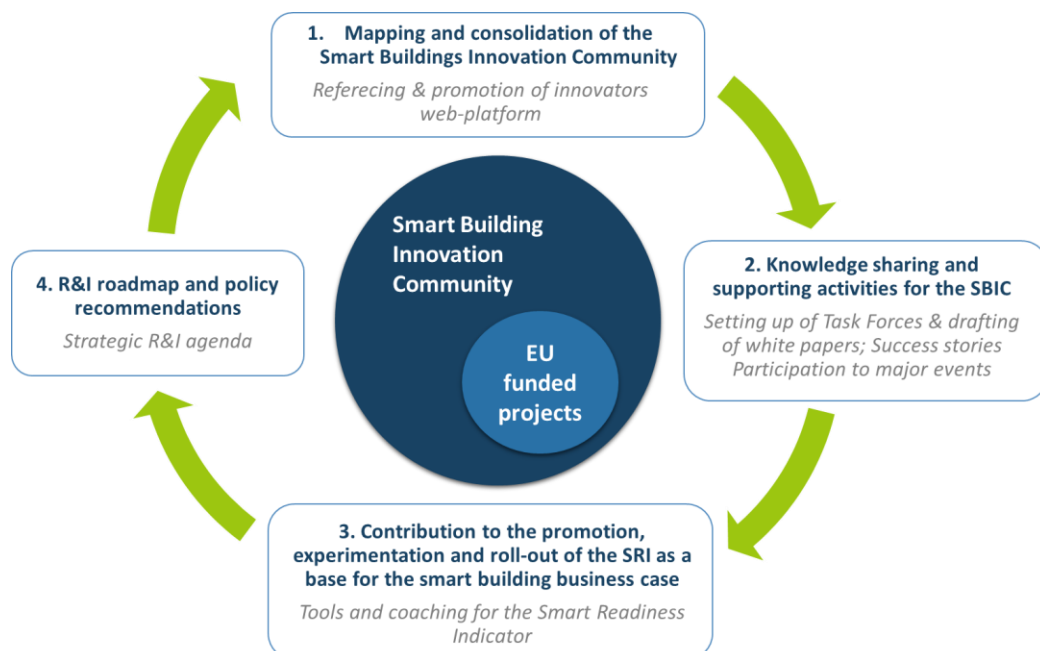 1. Mapping and consolidation of the
Smart Buildings Innovation Community
Referecing & promotion of innovators
web-platform
Smart Building
Innovation
Community
EU
funded
projects
2. Knowledge sharing and
supporting activities for the SBIC
Setting up of Task Forces & drafting
of white papers; Success stories
Participation to major events
3. Contribution to the promotion,
experimentation and roll-out of the SRI as a
base for the smart building business case
Tools and coaching for the Smart Readiness
Indicator
4. R&I roadmap and policy
recommendations
Strategic R&I agenda